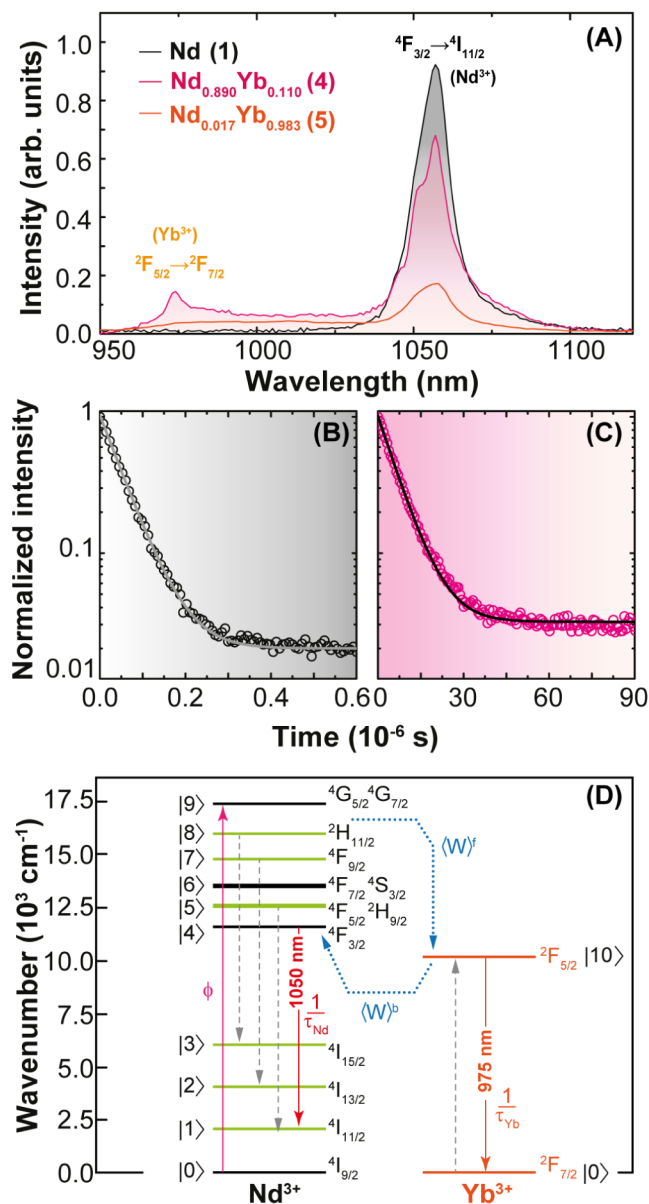 (A)
Nd (1)
Nd0.890Yb0.110 (4)
Nd0.017Yb0.983 (5)
4F3/2→4I11/2
(Nd3+)
(Yb3+)
2F5/2→2F7/2
Intensity (arb. units)
1.0
0.8
0.6
0.4
0.2
0.0
950
1000
1050
1100
Wavelength (nm)
(B)
(C)
Normalized intensity
1
0.1
0.01
0.0
0.2
0.4
0.6
0
30
60
90
Time (10-6 s)
(D)
Wavenumber (103 cm-1)
17.5
15.0
12.5
10.0
7.5
5.0
2.5
0.0
|9>
4G5/2 4G7/2
|8>
2H11/2
|7>
4F9/2
|6>
4F7/2 4S3/2
|5>
4F5/2 2H9/2
|4>
4F3/2
|3>
4I15/2
|2>
4I13/2
|1>
4I11/2
|0>
4I9/2
ϕ
1050 nm
1
τNd
⟨W⟩f
⟨W⟩b
2F5/2 |10>
975 nm
1
τYb
2F7/2 |0>
Nd3+
Yb3+